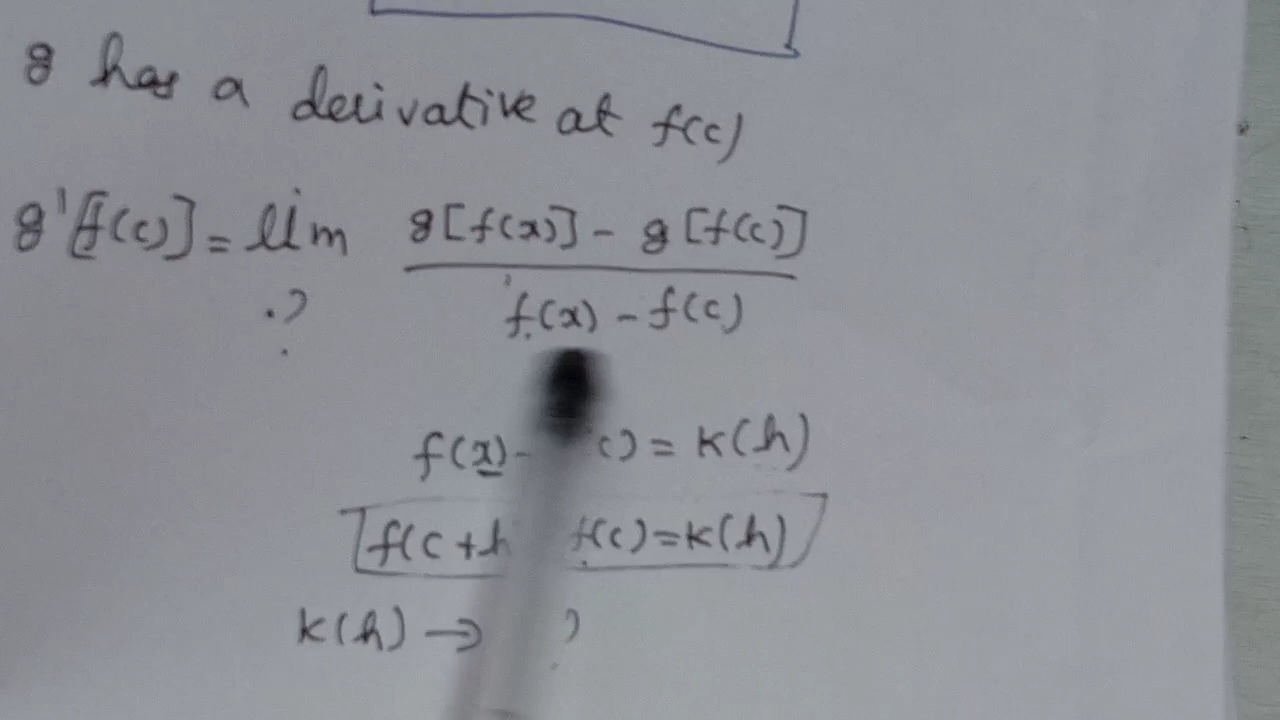 g has a derivative at f(c)
g'[f(c)] = lim g[f(x)] - g[f(c)]
? f(x) - f(c)
f(x) - c) = k(h)
f(c+h f(c) = k(h)
k(h) → ?